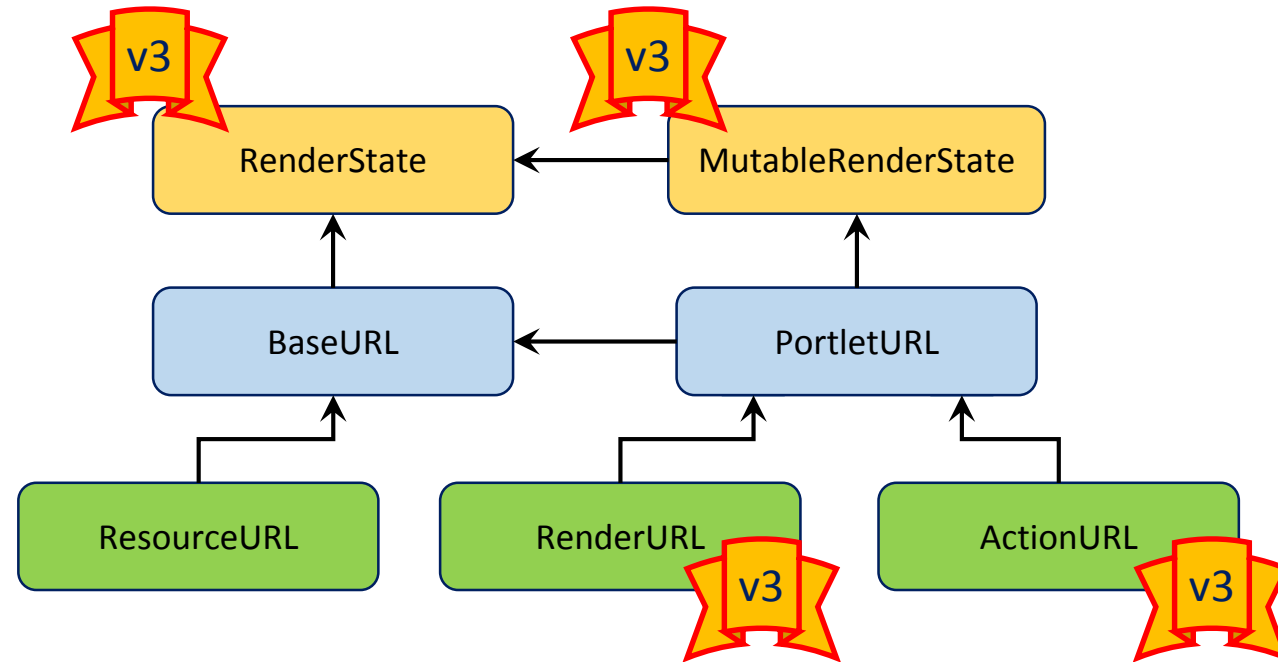 v3
v3
RenderState
MutableRenderState
BaseURL
PortletURL
ResourceURL
RenderURL
ActionURL
v3
v3